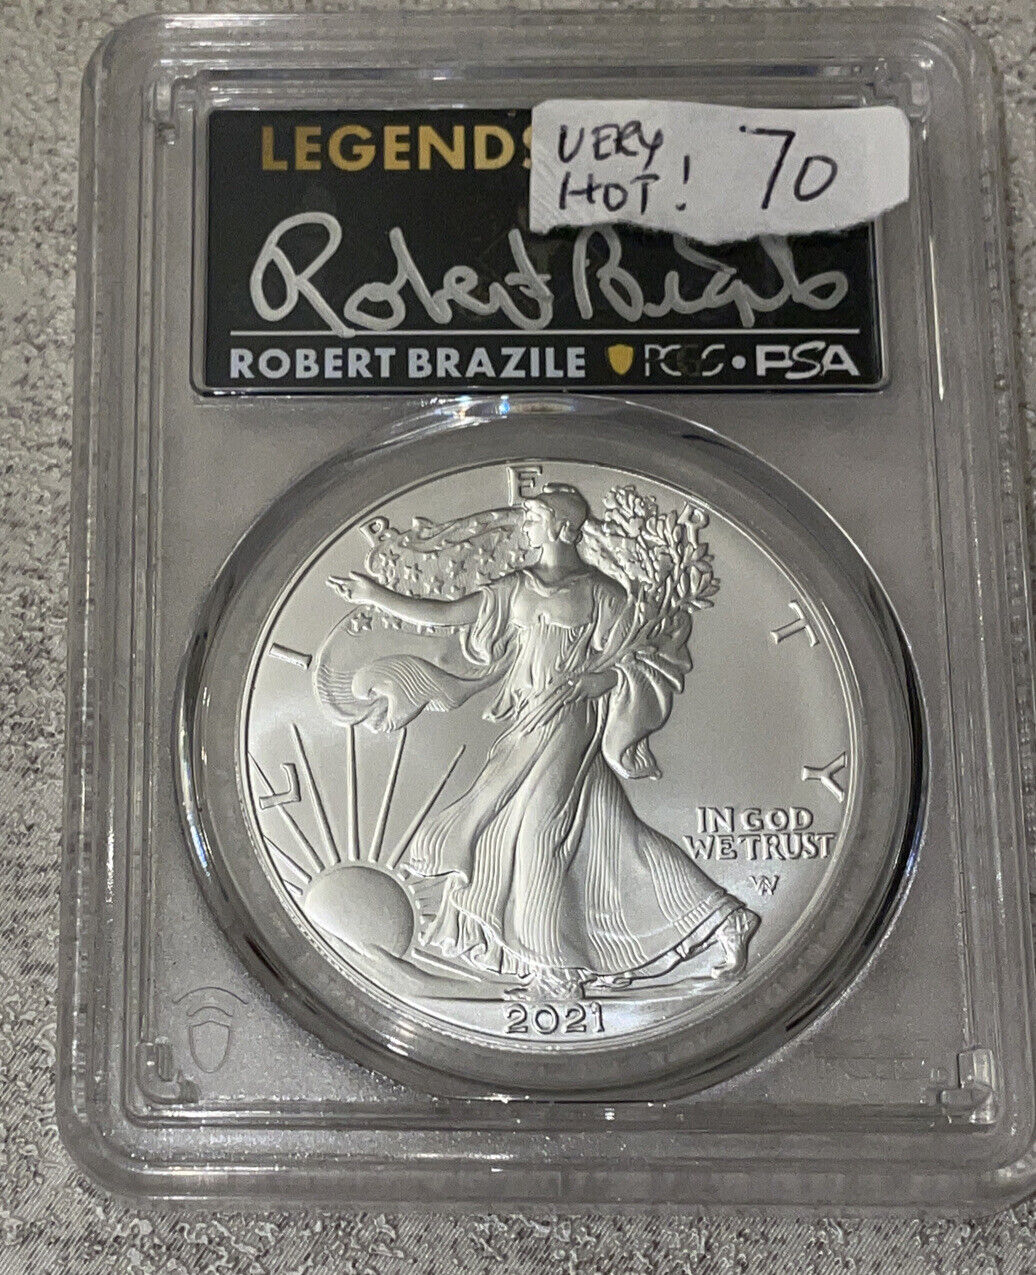 LEGENDS
VERY
HOT! 70
Robert Brazile
ROBERT BRAZILE PCGS • PSA
LIBERTY
IN GOD
WE TRUST
2021